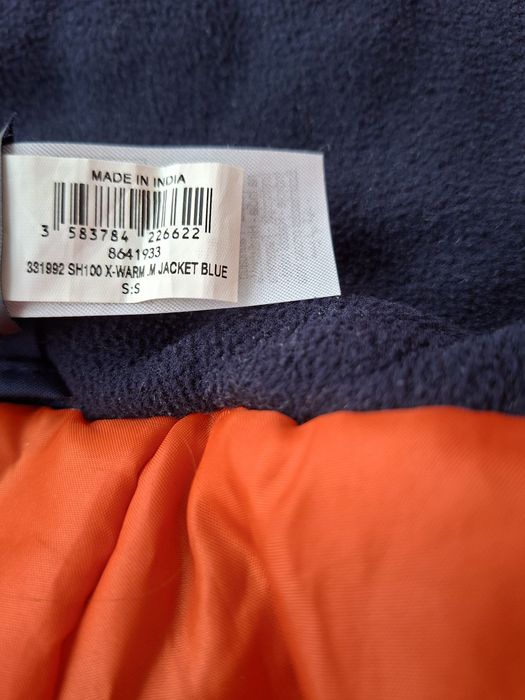 MADE IN INDIA
3 583784 226622
8641933
331992 SH100 X-WARM .M JACKET BLUE
S:S